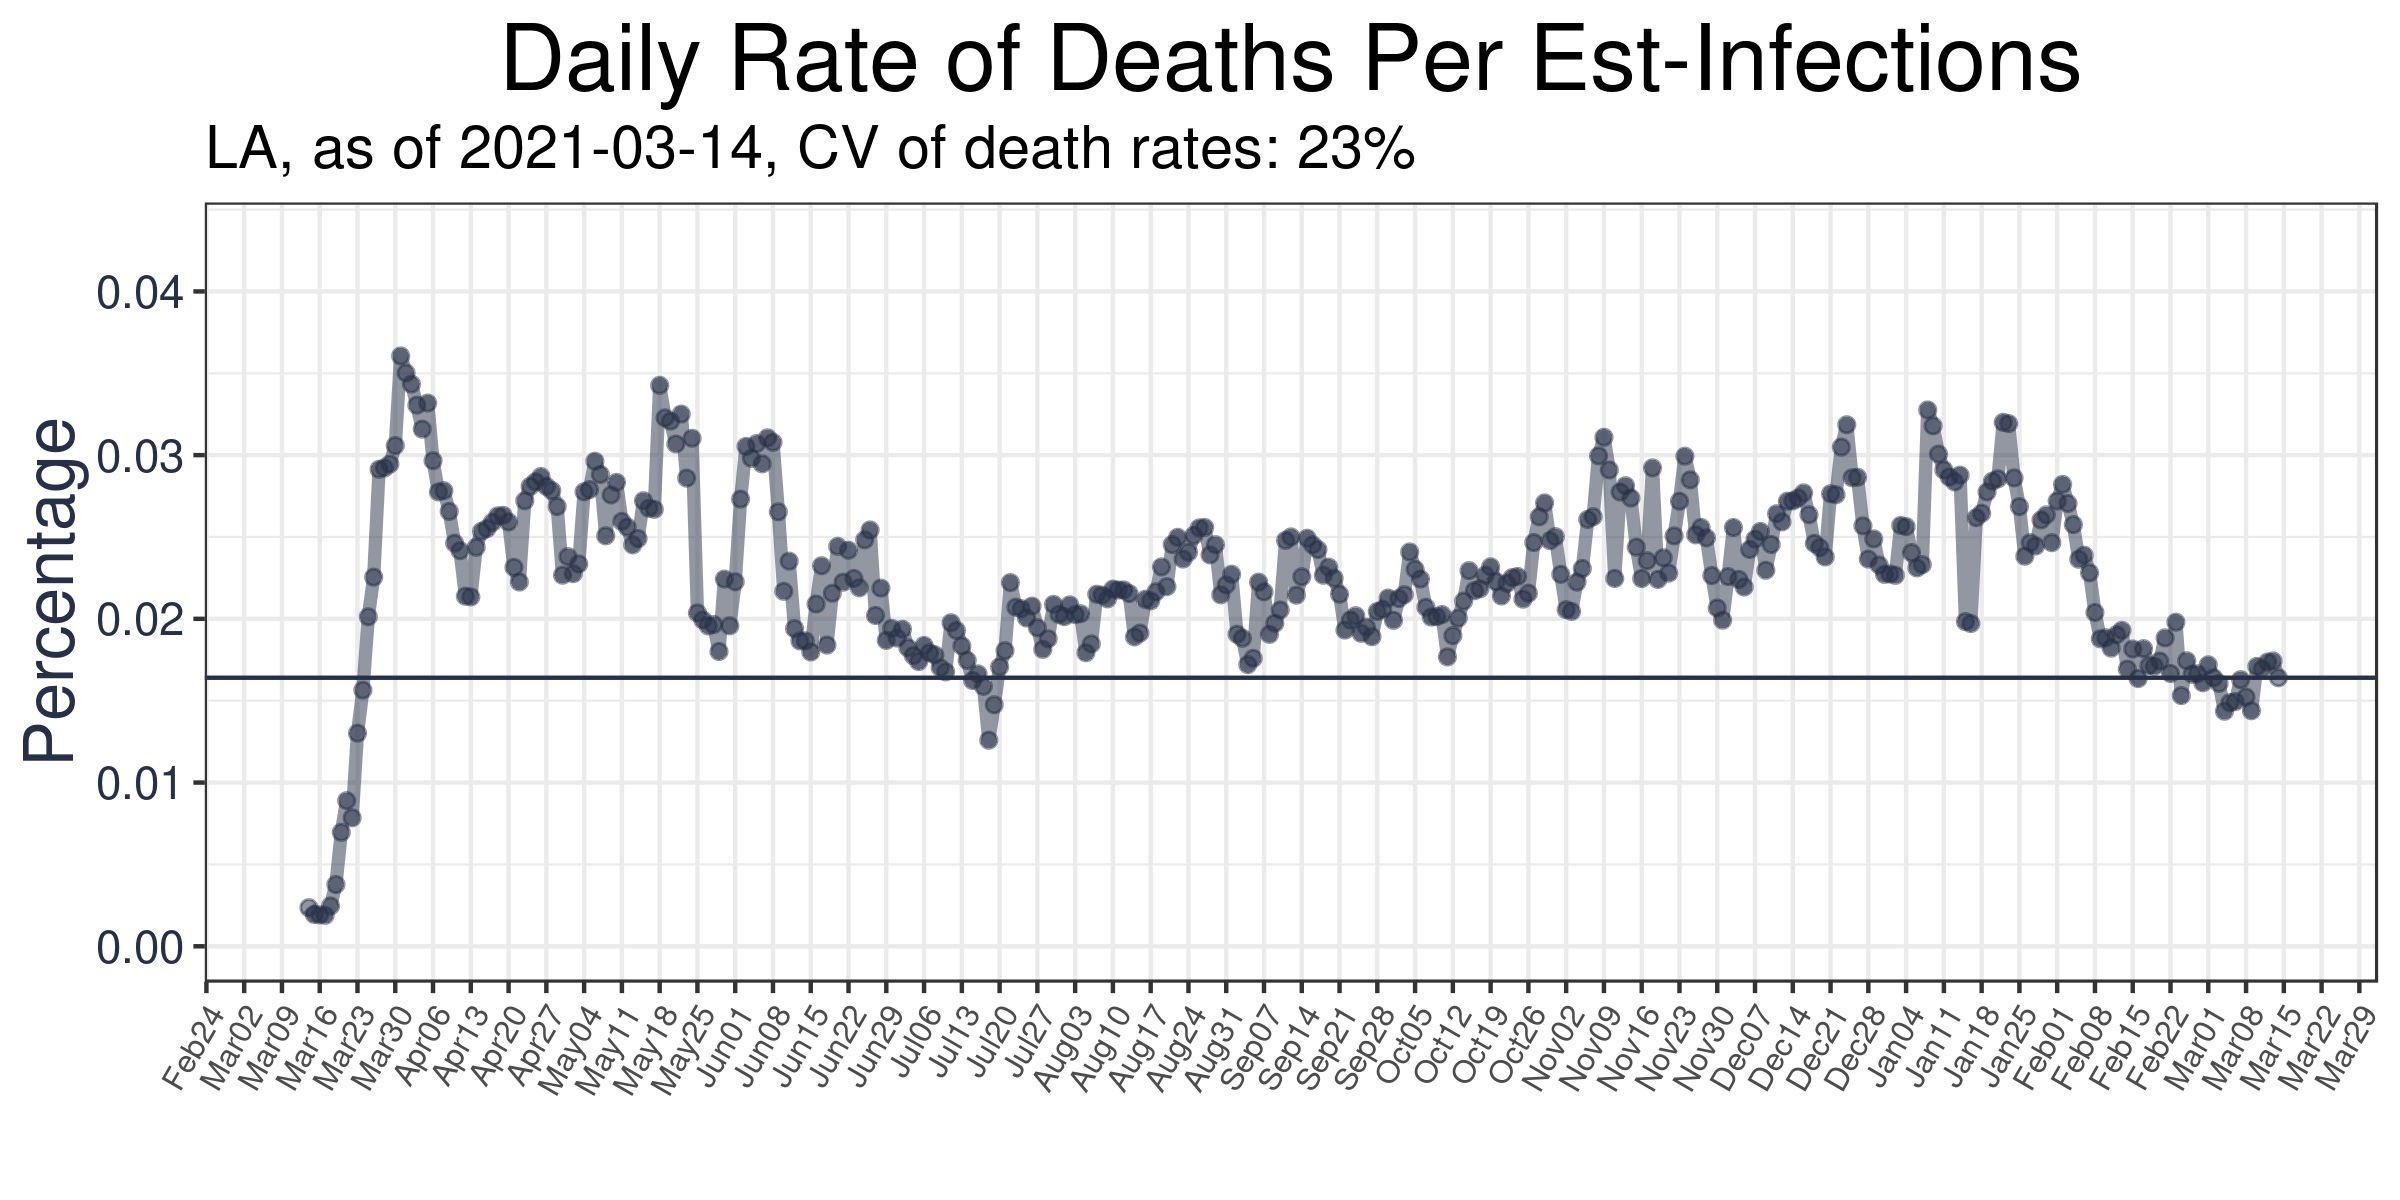 Daily Rate of Deaths Per Est-Infections
LA, as of 2021-03-14, CV of death rates: 23%
Percentage
0.04
0.03
0.02
0.01
0.00
Feb24
Mar02
Mar09
Mar16
Mar23
Mar30
Apr06
Apr13
Apr20
Apr27
May04
May11
May18
May25
Jun01
Jun08
Jun15
Jun22
Jun29
Jul06
Jul13
Jul20
Jul27
Aug03
Aug10
Aug17
Aug24
Aug31
Sep07
Sep14
Sep21
Sep28
Oct05
Oct12
Oct19
Oct26
Nov02
Nov09
Nov16
Nov23
Nov30
Dec07
Dec14
Dec21
Dec28
Jan04
Jan11
Jan18
Jan25
Feb01
Feb08
Feb15
Feb22
Mar01
Mar08
Mar15
Mar22
Mar29